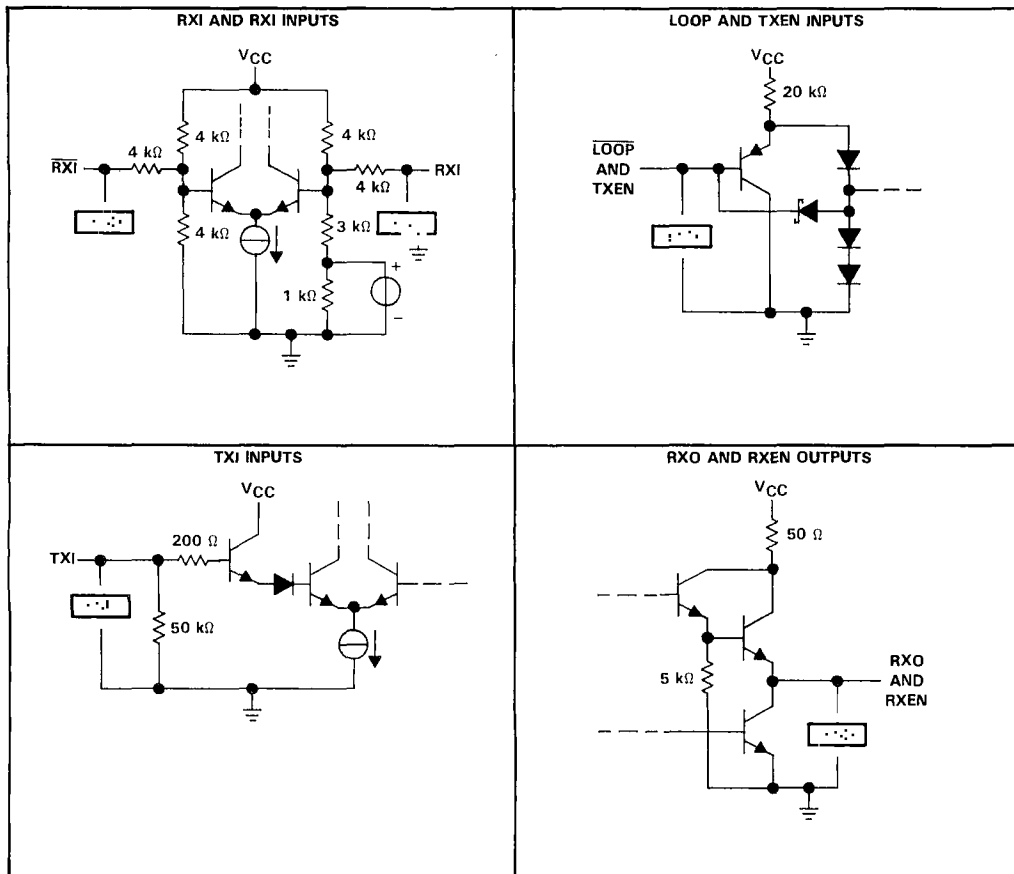 RXI AND RXI INPUTS
VCC
4 kΩ
4 kΩ
4 kΩ
R̅X̅I̅
RXI
4 kΩ
4 kΩ
3 kΩ
+
1 kΩ
−
LOOP AND TXEN INPUTS
VCC
20 kΩ
L̅O̅O̅P̅
AND
TXEN
TXI INPUTS
VCC
200 Ω
TXI
50 kΩ
RXO AND RXEN OUTPUTS
VCC
50 Ω
5 kΩ
RXO
AND
RXEN